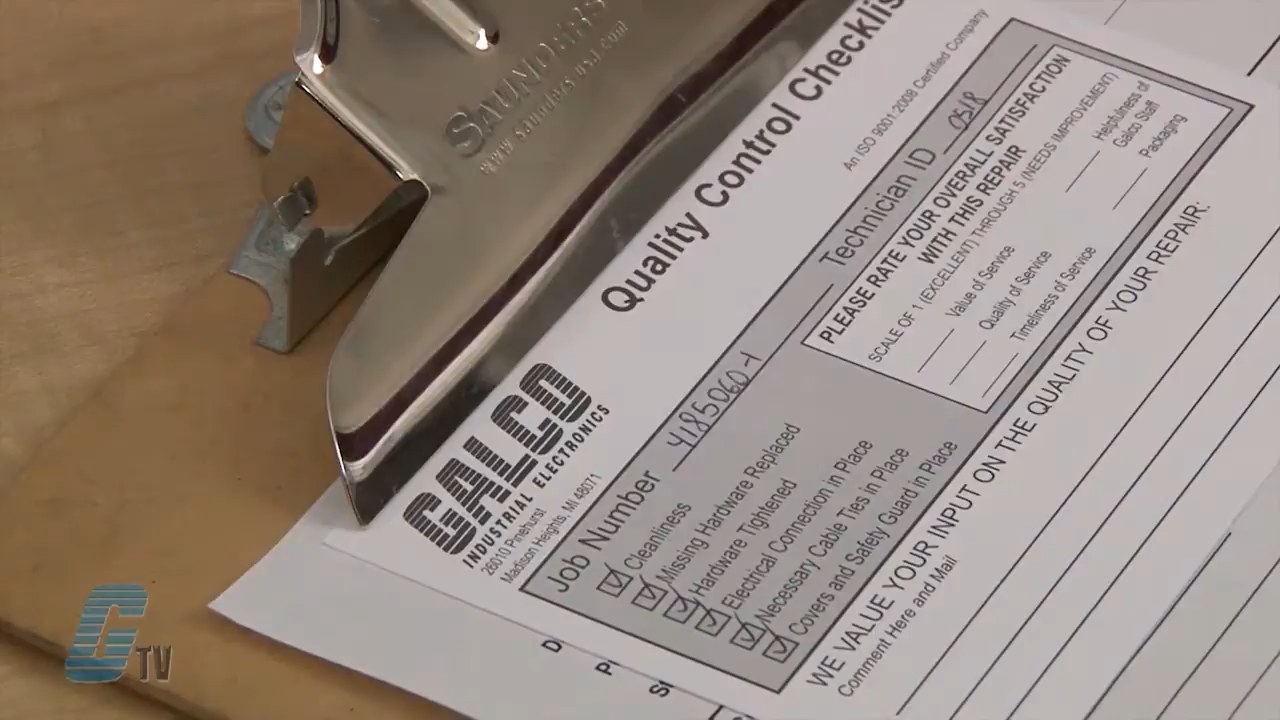 SAUNDERS
www.saunders-usa.com
Quality Control Checklist
An ISO 9001:2008 Certified Company
GALCO
INDUSTRIAL ELECTRONICS
26010 Pinehurst
Madison Heights, MI 48071
Job Number 4185060-1 Technician ID 0518
Cleanliness
Missing Hardware Replaced
Hardware Tightened
Electrical Connection in Place
Necessary Cable Ties in Place
Covers and Safety Guard in Place
PLEASE RATE YOUR OVERALL SATISFACTION
WITH THIS REPAIR
SCALE OF 1 (EXCELLENT) THROUGH 5 (NEEDS IMPROVEMENT)
Value of Service
Quality of Service
Timeliness of Service
Helpfulness of
Galco Staff
Packaging
WE VALUE YOUR INPUT ON THE QUALITY OF YOUR REPAIR:
Comment Here and Mail
G TV